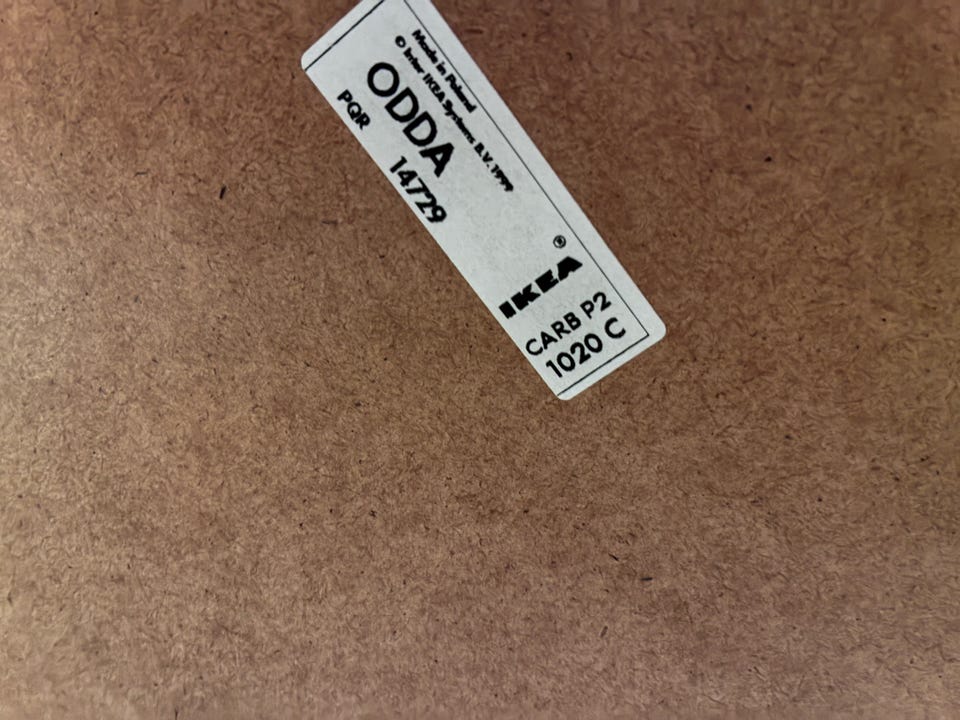 Made in Poland
© Inter IKEA Systems B.V. 1999
ODDA
PQR 14729
IKEA®
CARB P2
1020 C